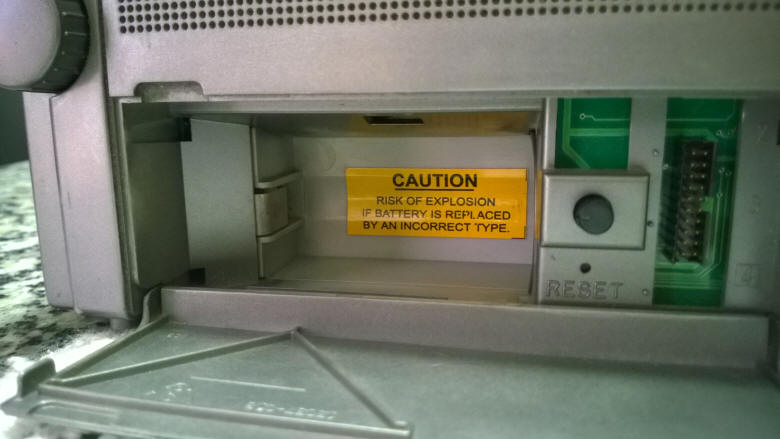 CAUTION
RISK OF EXPLOSION
IF BATTERY IS REPLACED
BY AN INCORRECT TYPE.
RESET